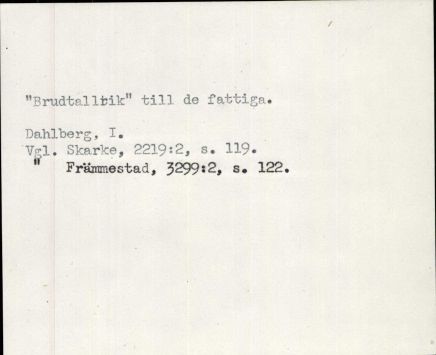 "Brudtallrik" till de fattiga.
Dahlberg, I.
Vgl. Skarke, 2219:2, s. 119.
" Främmestad, 3299:2, s. 122.